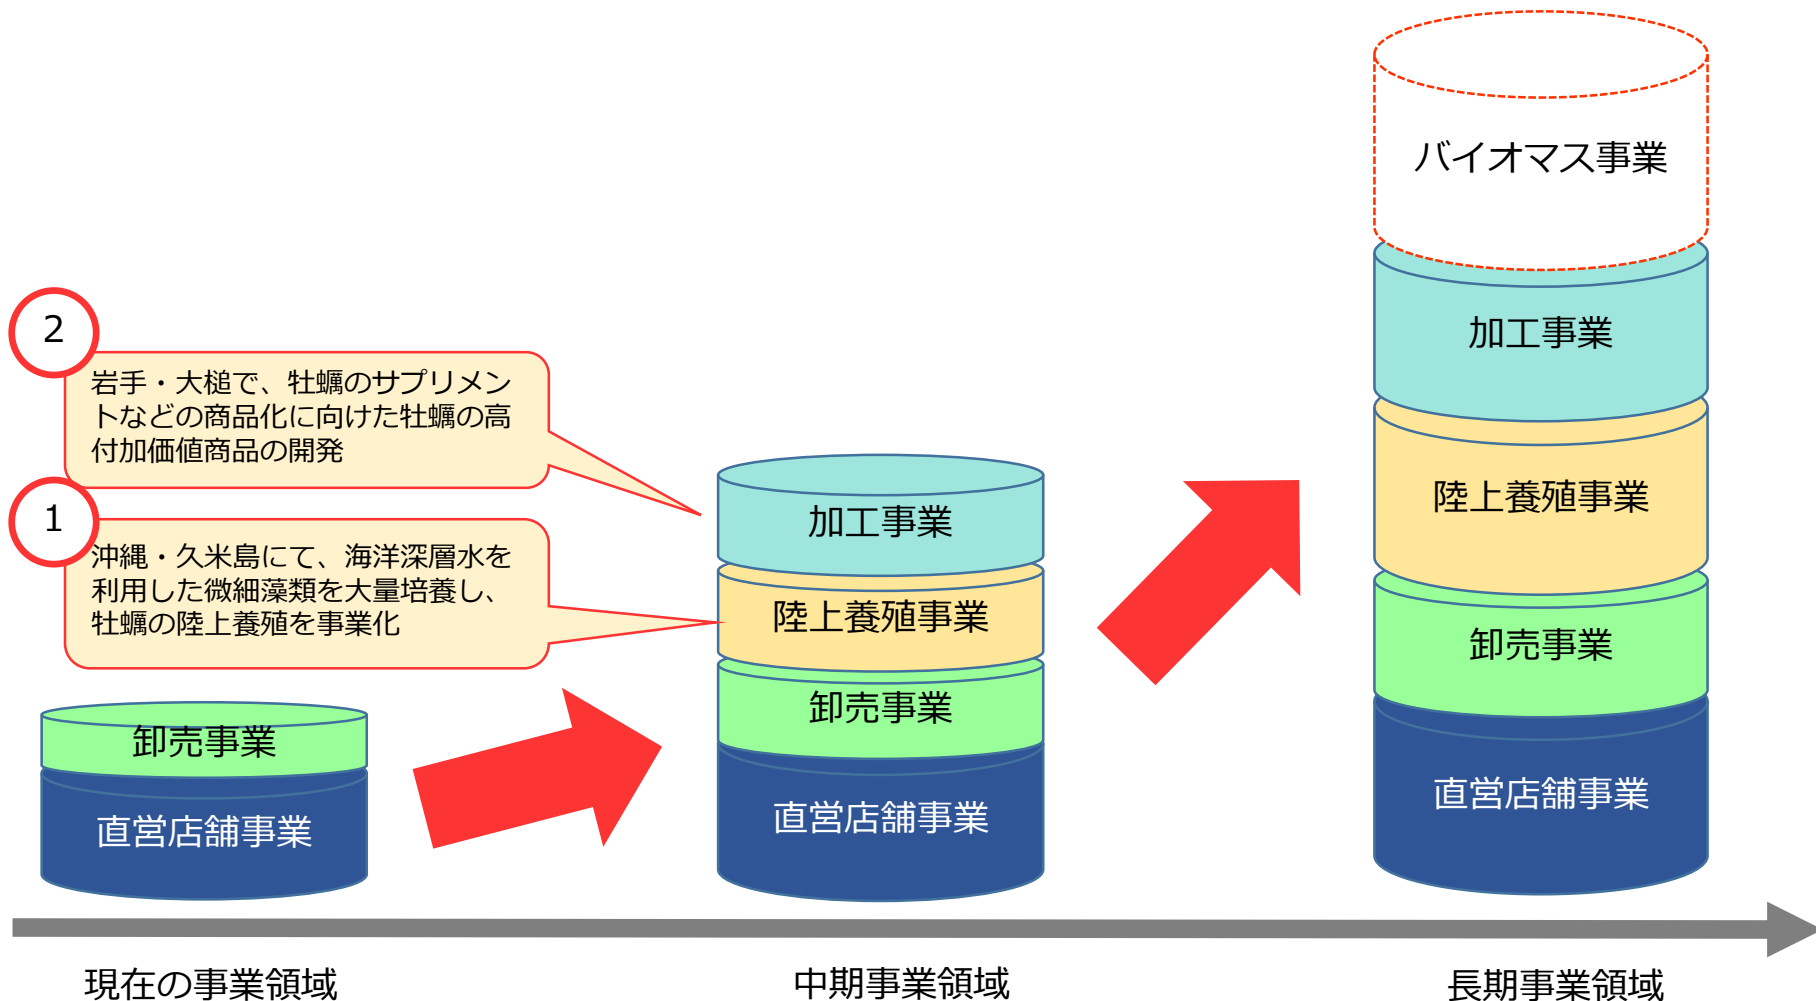 2
岩手・大槌で、牡蠣のサプリメン
トなどの商品化に向けた牡蠣の高
付加価値商品の開発
1
沖縄・久米島にて、海洋深層水を
利用した微細藻類を大量培養し、
牡蠣の陸上養殖を事業化
卸売事業
直営店舗事業
加工事業
陸上養殖事業
卸売事業
直営店舗事業
バイオマス事業
加工事業
陸上養殖事業
卸売事業
直営店舗事業
現在の事業領域
中期事業領域
長期事業領域